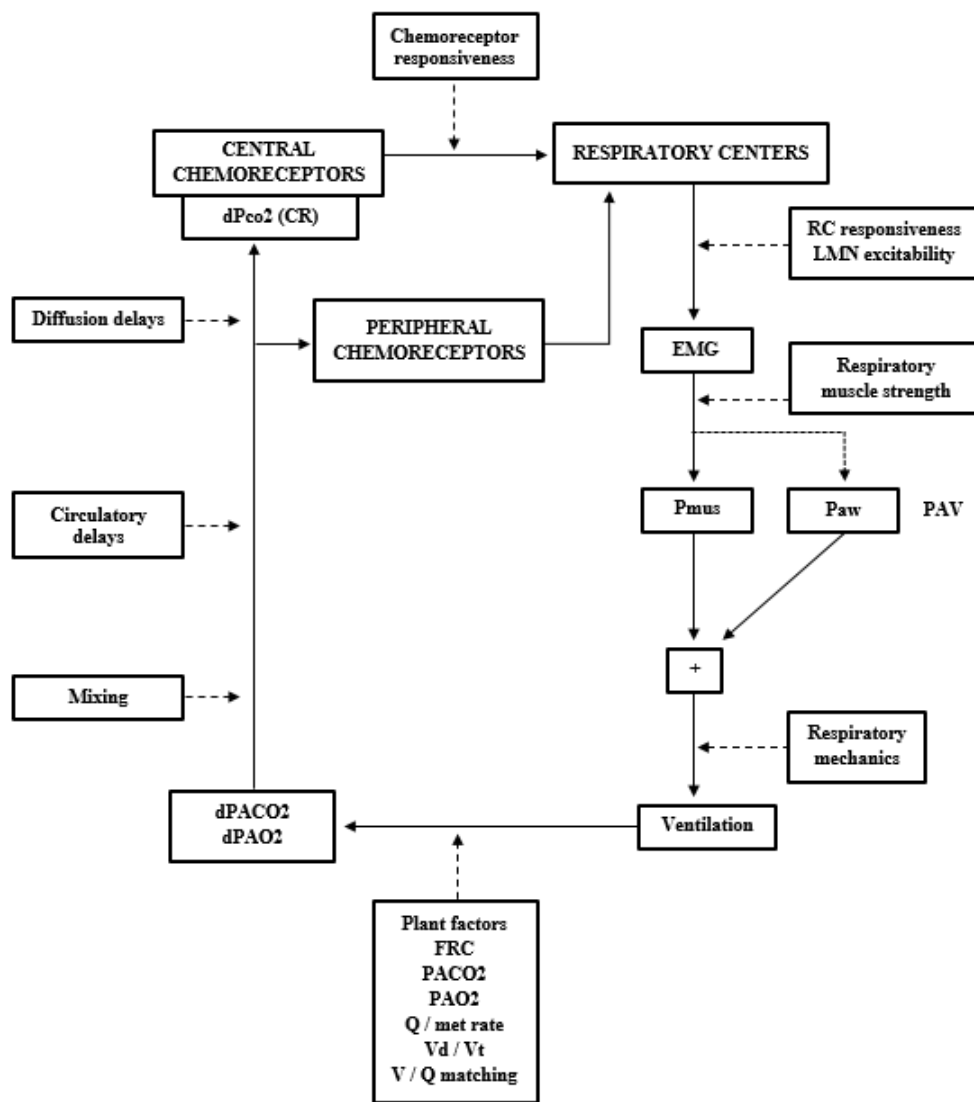 Chemoreceptor
responsiveness
CENTRAL
CHEMORECEPTORS
dPco2 (CR)
RESPIRATORY CENTERS
RC responsiveness
LMN excitability
Diffusion delays
PERIPHERAL
CHEMORECEPTORS
EMG
Respiratory
muscle strength
Circulatory
delays
Pmus
Paw
PAV
Mixing
+
Respiratory
mechanics
dPACO2
dPAO2
Ventilation
Plant factors
FRC
PACO2
PAO2
Q / met rate
Vd / Vt
V / Q matching